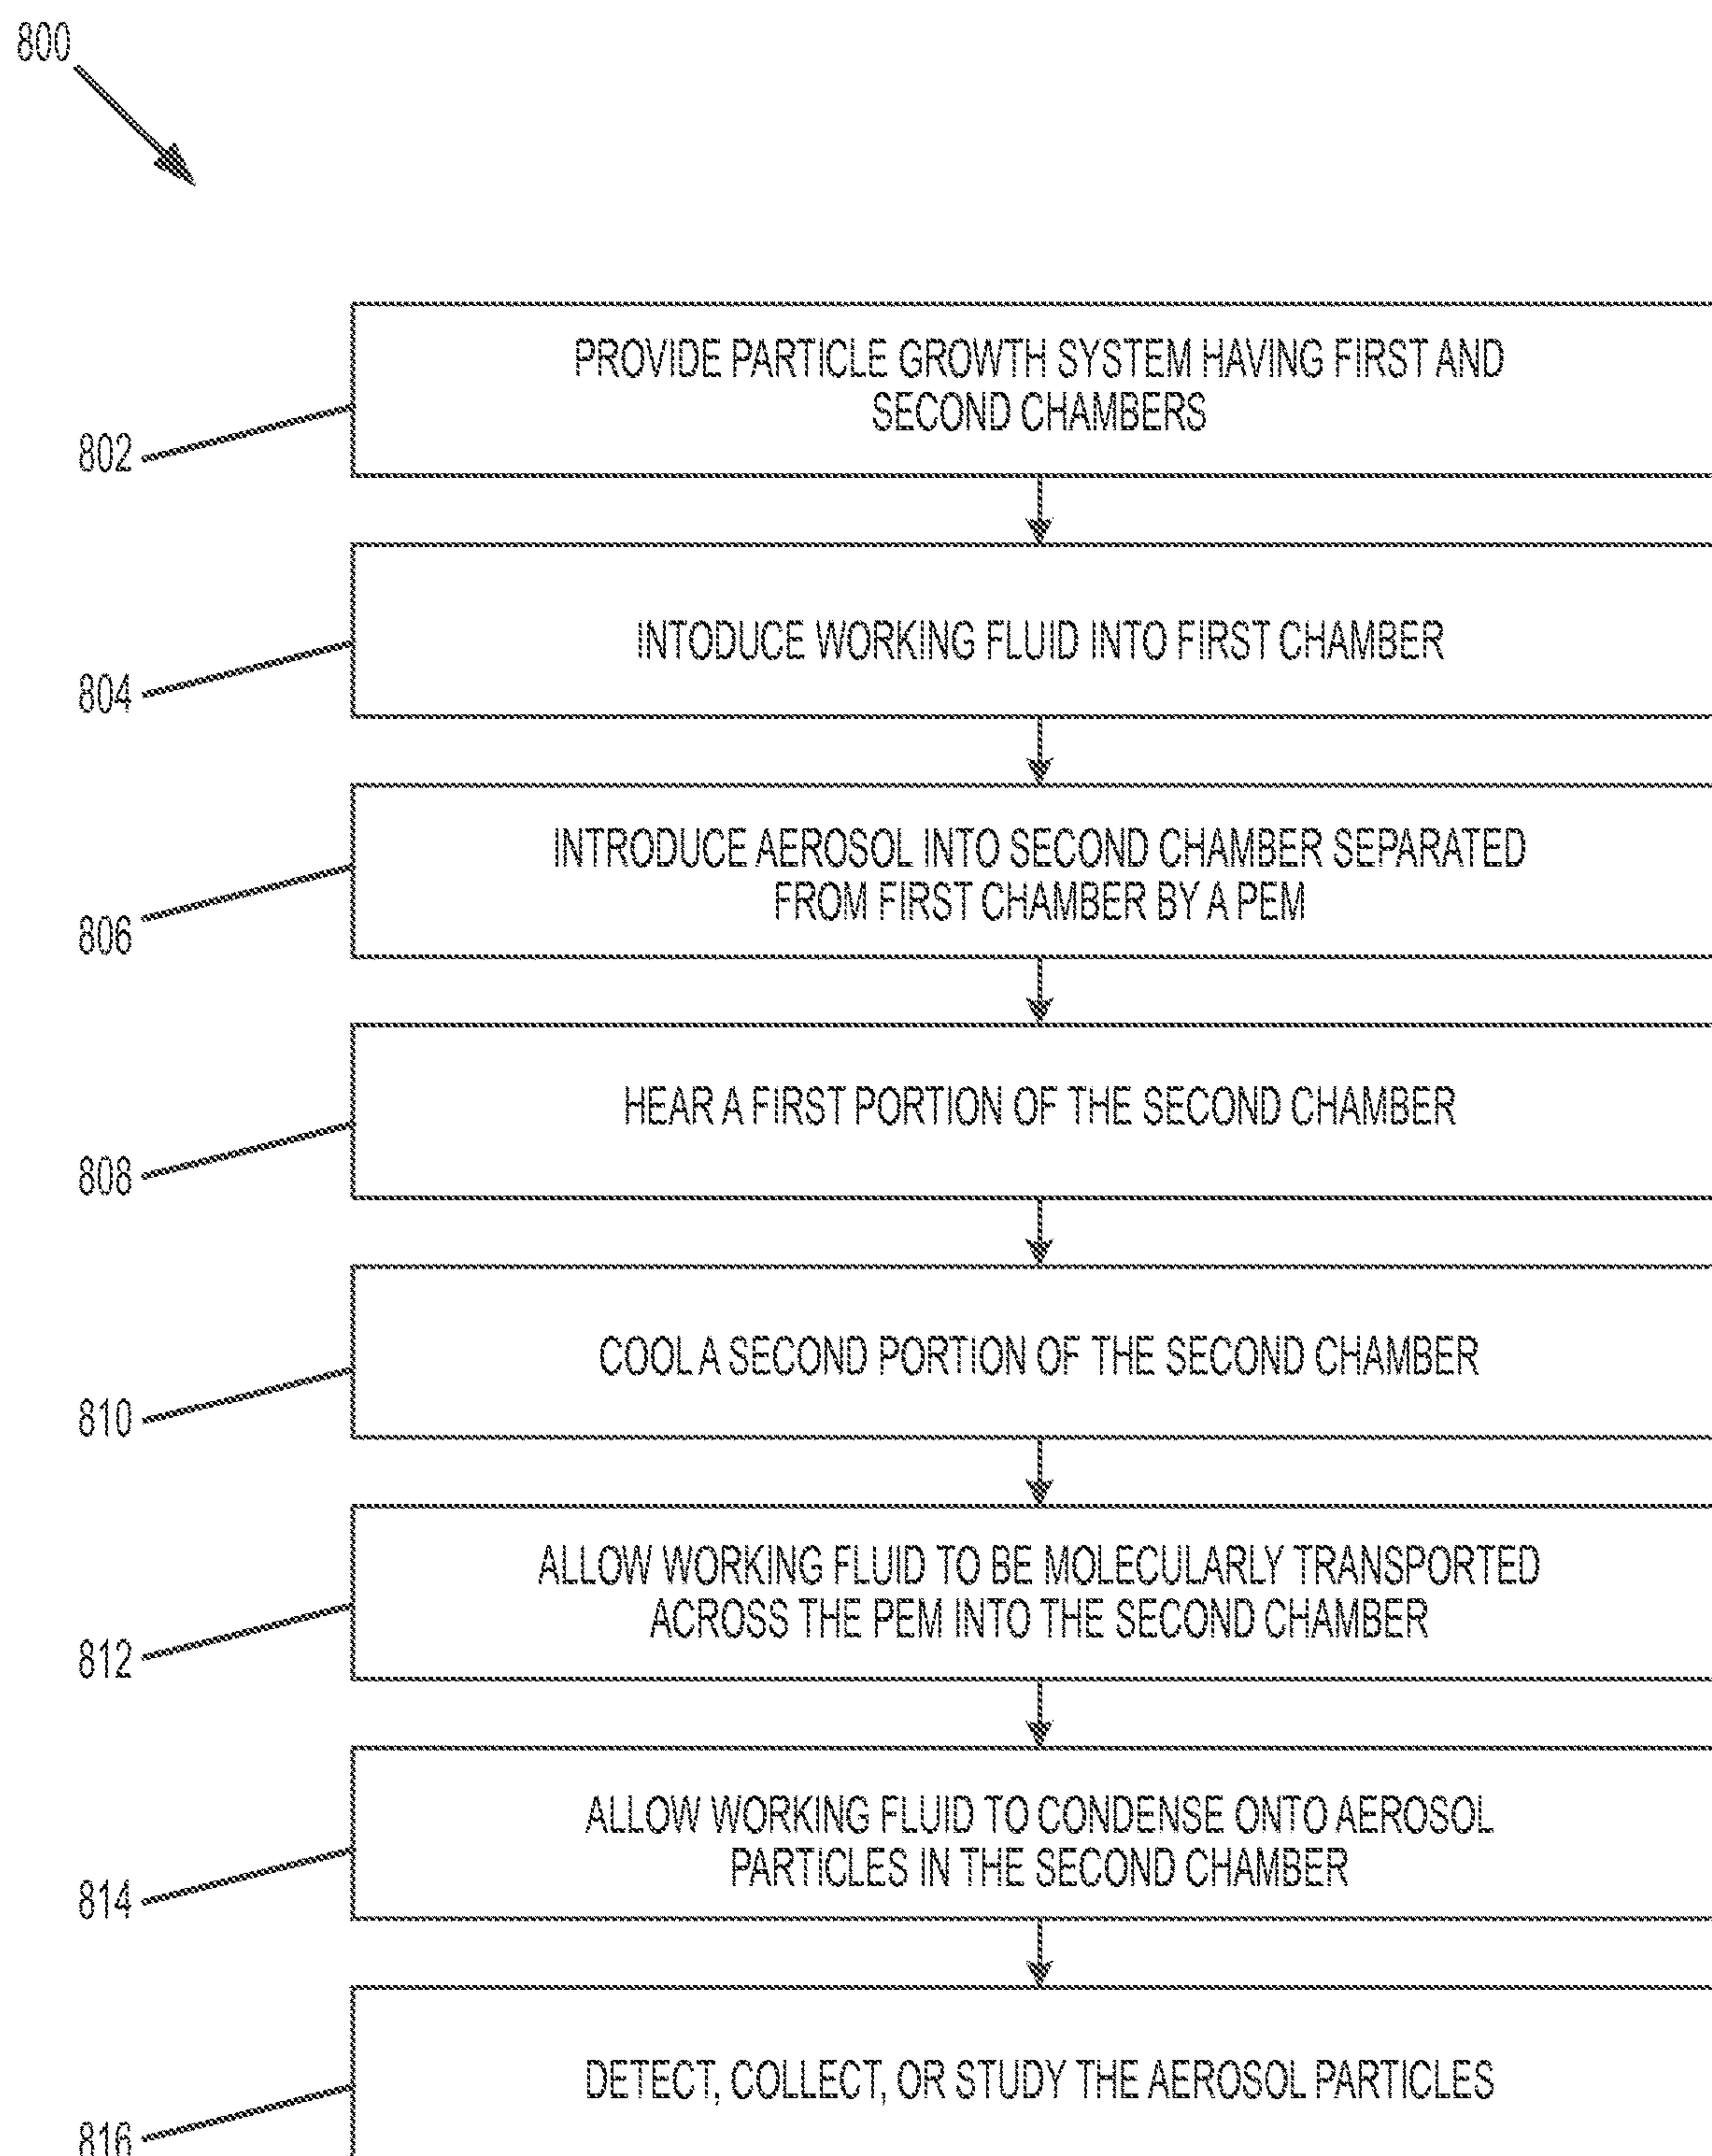 800
PROVIDE PARTICLE GROWTH SYSTEM HAVING FIRST AND
SECOND CHAMBERS
802
INTODUCE WORKING FLUID INTO FIRST CHAMBER
804
INTRODUCE AEROSOL INTO SECOND CHAMBER SEPARATED
FROM FIRST CHAMBER BY A PEM
806
HEAR A FIRST PORTION OF THE SECOND CHAMBER
808
COOL A SECOND PORTION OF THE SECOND CHAMBER
810
ALLOW WORKING FLUID TO BE MOLECULARLY TRANSPORTED
ACROSS THE PEM INTO THE SECOND CHAMBER
812
ALLOW WORKING FLUID TO CONDENSE ONTO AEROSOL
PARTICLES IN THE SECOND CHAMBER
814
DETECT, COLLECT, OR STUDY THE AEROSOL PARTICLES
816